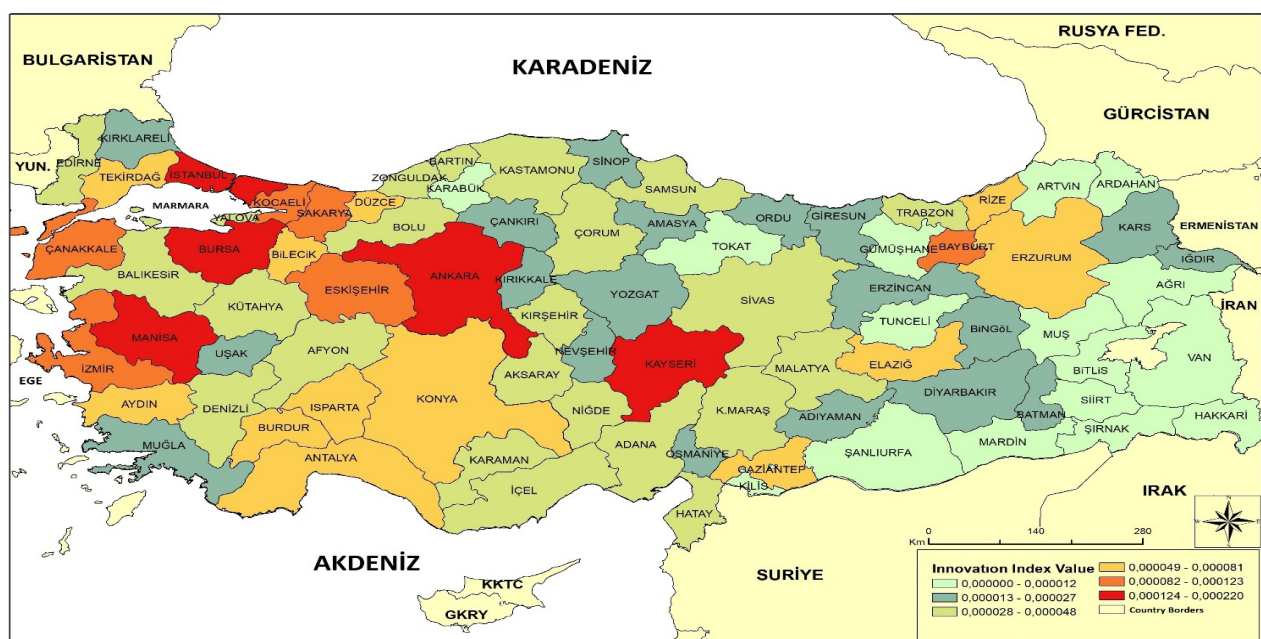 RUSYA FED.
BULGARİSTAN
KARADENİZ
GÜRCİSTAN
KIRKLARELİ
SİNOP
BARTIN
KASTAMONU
YUN.
EDİRNE
TEKİRDAĞ
İSTANBUL
ZONGULDAK
KARABÜK
SAMSUN
ARTVİN
ARDAHAN
KOCAELİ
DÜZCE
RİZE
MARMARA
SAKARYA
YALOVA
BOLU
ÇANKIRI
ÇORUM
AMASYA
ORDU
GİRESUN
TRABZON
KARS
ERMENİSTAN
ÇANAKKALE
BURSA
BİLECİK
TOKAT
GÜMÜŞHANE
BAYBURT
ERZURUM
IĞDIR
BALIKESİR
ESKİŞEHİR
ANKARA
KIRIKKALE
YOZGAT
SİVAS
ERZİNCAN
AĞRI
İRAN
KÜTAHYA
KIRŞEHİR
TUNCELİ
BiNGöL
MUŞ
MANİSA
UŞAK
AFYON
NEVŞEHİR
KAYSERİ
ELAZIĞ
VAN
EGE
İZMİR
AKSARAY
MALATYA
BİTLİS
AYDIN
DENİZLİ
ISPARTA
KONYA
NİĞDE
K.MARAŞ
ADIYAMAN
DİYARBAKIR
BATMAN
SİİRT
HAKKARİ
MUĞLA
BURDUR
ANTALYA
KARAMAN
ADANA
OSMANİYE
GAZİANTEP
ŞANLIURFA
MARDİN
ŞIRNAK
İÇEL
KİLİS
HATAY
IRAK
AKDENİZ
KKTC
GKRY
SURİYE
N
W
E
S
0 140 280
Km
Innovation Index Value
0,000000 - 0,000012
0,000013 - 0,000027
0,000028 - 0,000048
0,000049 - 0,000081
0,000082 - 0,000123
0,000124 - 0,000220
Country Borders